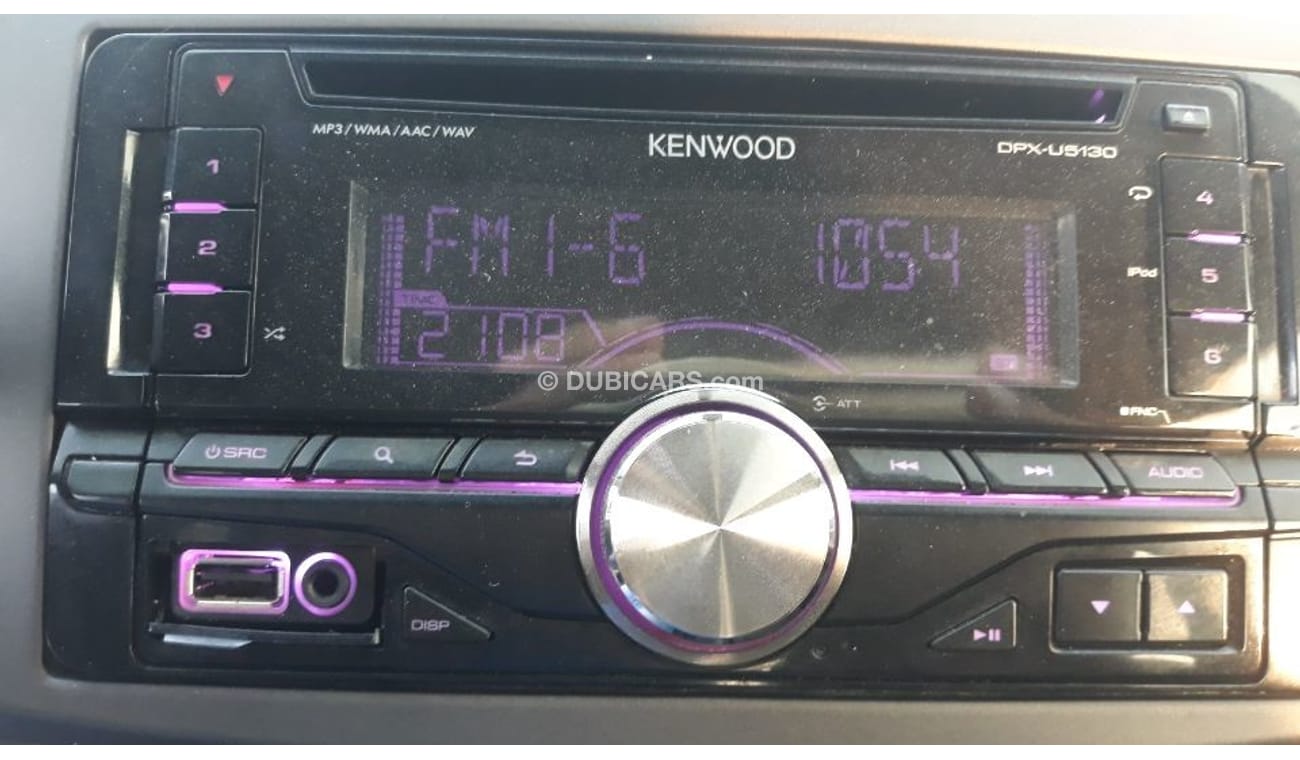 MP3/WMA/AAC/WAV
KENWOOD
DPX-U5130
1
2
3
4
iPod
5
6
FM1-6 1054
TIME
2108
© DUBICARS.com
ATT
FNC
SRC
AUDIO
DISP